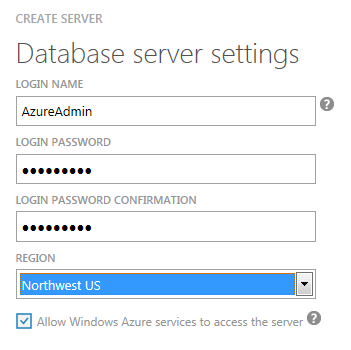 CREATE SERVER
Database server settings
LOGIN NAME
AzureAdmin
?
LOGIN PASSWORD
●●●●●●●●●
LOGIN PASSWORD CONFIRMATION
●●●●●●●●●
REGION
Northwest US
Allow Windows Azure services to access the server ?